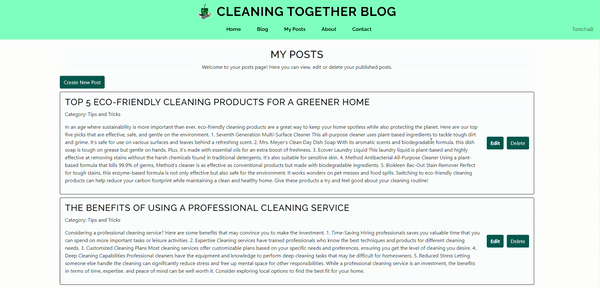 CLEANING TOGETHER BLOG
Home Blog My Posts About Contact
MY POSTS
Welcome to your posts page! Here you can view, edit or delete your published posts.
Create New Post
TOP 5 ECO-FRIENDLY CLEANING PRODUCTS FOR A GREENER HOME
Category: Tips and Tricks
In an age where sustainability is more important than ever, eco-friendly cleaning products are a great way to keep your home spotless while also protecting the planet. Here are our top
five picks that are effective, safe, and gentle on the environment. 1. Seventh Generation Multi-Surface Cleaner This all-purpose cleaner uses plant-based ingredients to tackle tough dirt
and grime. It's safe for use on various surfaces and leaves behind a refreshing scent. 2. Mrs. Meyer's Clean Day Dish Soap With its aromatic scents and biodegradable formula, this dish
soap is tough on grease but gentle on hands. Plus, it's made with essential oils for an extra boost of freshness. 3. Ecover Laundry Liquid This laundry liquid is plant-based and highly
effective at removing stains without the harsh chemicals found in traditional detergents. It's also suitable for sensitive skin. 4. Method Antibacterial All-Purpose Cleaner Using a plant-
based formula that kills 99.9% of germs, Method's cleaner is as effective as conventional products but made with biodegradable ingredients. 5. Biokleen Bac-Out Stain Remover Perfect
for tough stains, this enzyme-based formula is not only effective but also safe for the environment. It works wonders on pet messes and food spills. Switching to eco-friendly cleaning
products can help reduce your carbon footprint while maintaining a clean and healthy home. Give these products a try and feel good about your cleaning routine!
Edit Delete
THE BENEFITS OF USING A PROFESSIONAL CLEANING SERVICE
Category: Tips and Tricks
Considering a professional cleaning service? Here are some benefits that may convince you to make the investment. 1. Time-Saving Hiring professionals saves you valuable time that you
can spend on more important tasks or leisure activities. 2. Expertise Cleaning services have trained professionals who know the best techniques and products for different cleaning
needs. 3. Customized Cleaning Plans Most cleaning services offer customizable plans based on your specific needs and preferences, ensuring you get the level of cleaning you desire. 4.
Deep Cleaning Capabilities Professional cleaners have the equipment and knowledge to perform deep cleaning tasks that may be difficult for homeowners. 5. Reduced Stress Letting
someone else handle the cleaning can significantly reduce stress and free up mental space for other responsibilities. While a professional cleaning service is an investment, the benefits
in terms of time, expertise, and peace of mind can be well worth it. Consider exploring local options to find the best fit for your home.
Edit Delete